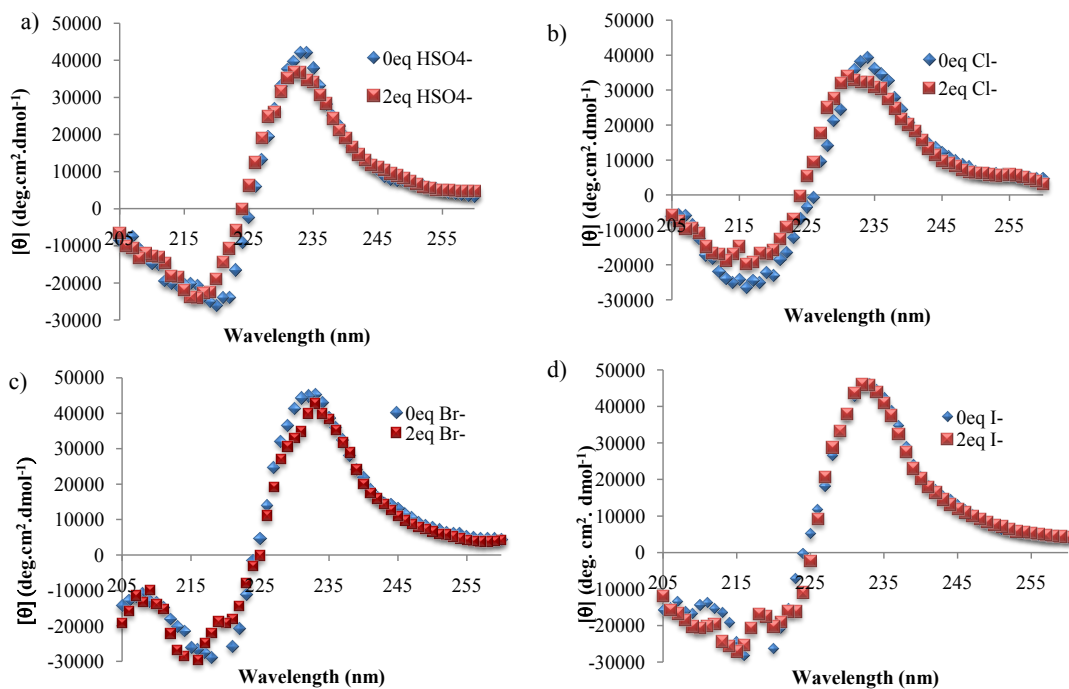 a)
50000
40000
30000
20000
10000
0
-10000
-20000
-30000
205 215 225 235 245 255
[θ] (deg.cm².dmol⁻¹)
Wavelength (nm)
0eq HSO4-
2eq HSO4-
b)
50000
40000
30000
20000
10000
0
-10000
-20000
-30000
205 215 225 235 245 255
[θ] (deg.cm².dmol⁻¹)
Wavelength (nm)
0eq Cl-
2eq Cl-
c)
50000
40000
30000
20000
10000
0
-10000
-20000
-30000
205 215 225 235 245 255
[θ] (deg.cm².dmol⁻¹)
Wavelength (nm)
0eq Br-
2eq Br-
d)
50000
40000
30000
20000
10000
0
-10000
-20000
-30000
205 215 225 235 245 255
[θ] (deg. cm². dmol⁻¹)
Wavelength (nm)
0eq I-
2eq I-